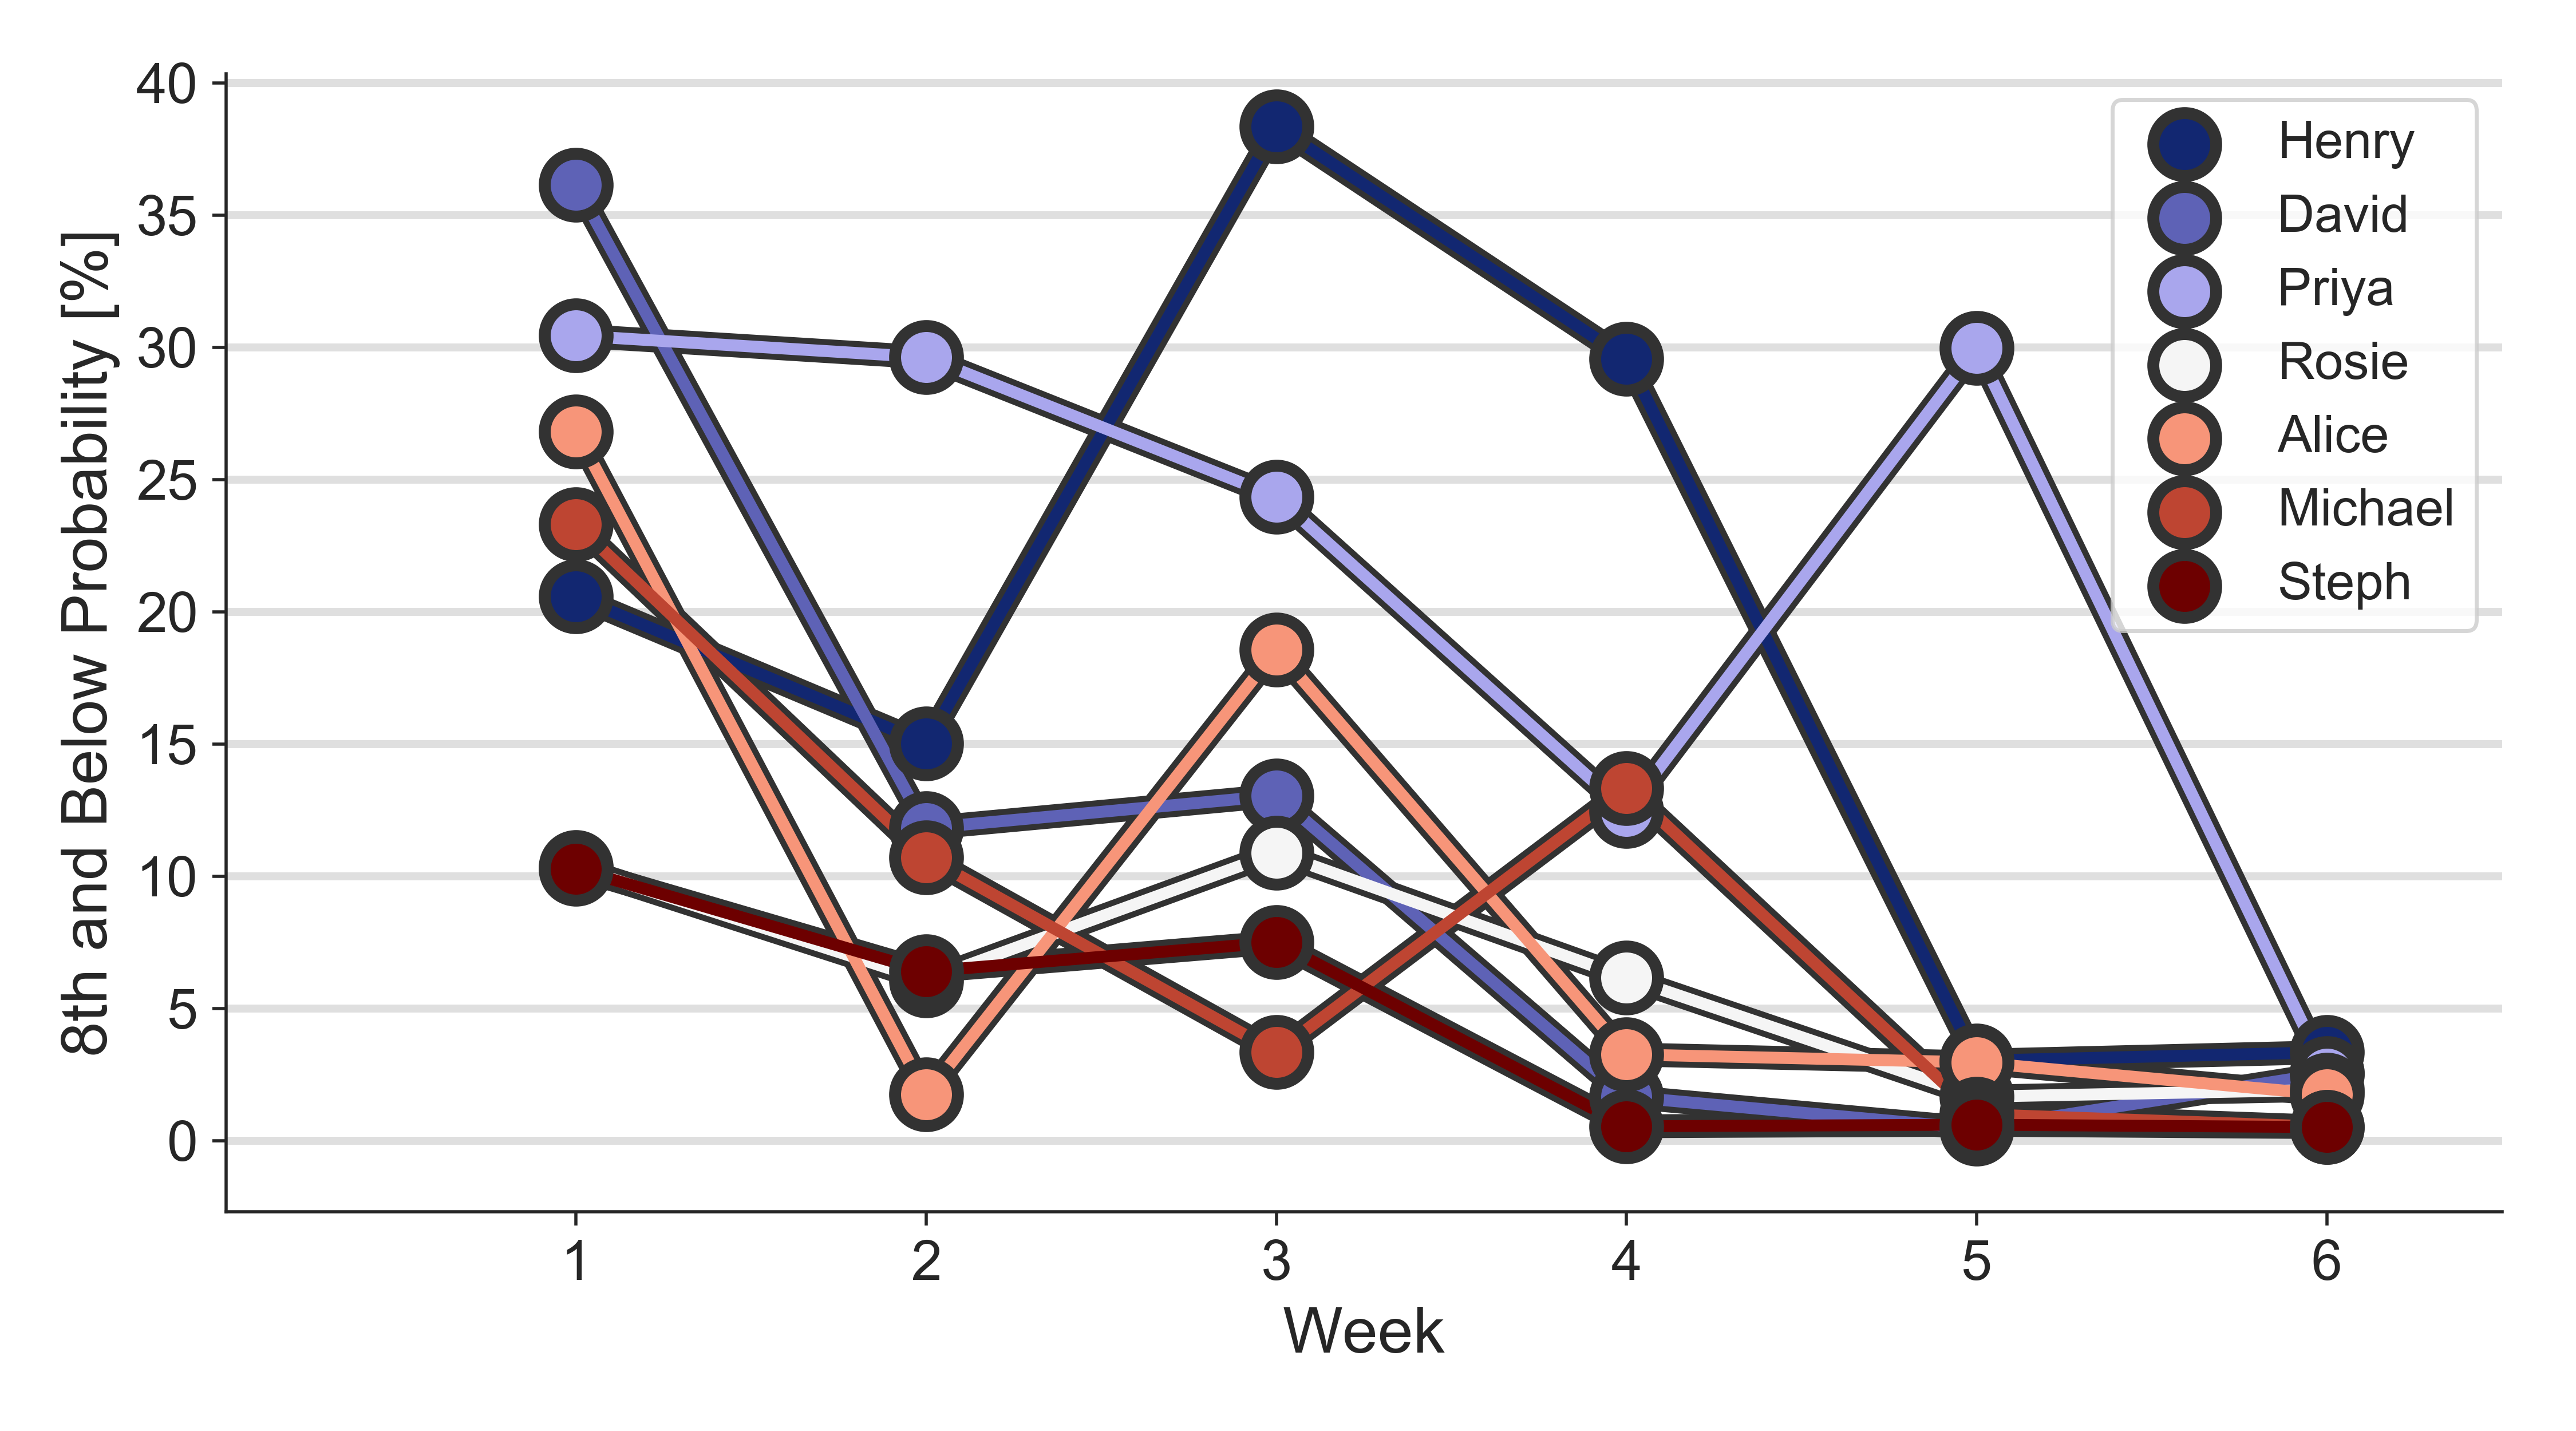 8th and Below Probability [%]
40
35
30
25
20
15
10
5
0
Henry
David
Priya
Rosie
Alice
Michael
Steph
1 2 3 4 5 6
Week